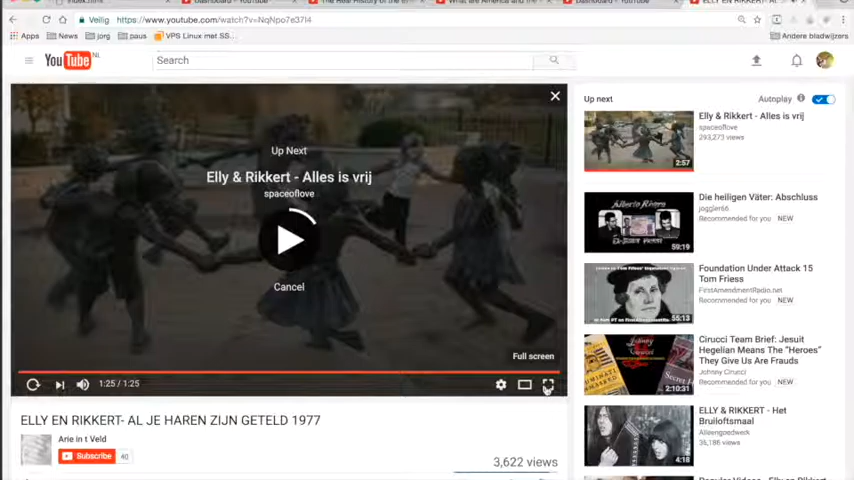 Veilig
https://www.youtube.com/watch?v=NqNpo7e37I4
Apps
News
jorg
paus
VPS Linux met SS...
Andere bladwijzers
YouTube NL
Search
Up Next
Elly & Rikkert - Alles is vrij
spaceoflove
Cancel
Full screen
1:25 / 1:25
ELLY EN RIKKERT- AL JE HAREN ZIJN GETELD 1977
Arie in t Veld
Subscribe 40
3,622 views
Up next
Autoplay
2:57
Elly & Rikkert - Alles is vrij
spaceoflove
293,273 views
Alberto Rivera
59:19
Die heiligen Väter: Abschluss
joggler66
Recommended for you NEW
55:13
Foundation Under Attack 15
Tom Friess
FirstAmendmentRadio.net
Recommended for you NEW
2:10:31
Cirucci Team Brief: Jesuit
Hegelian Means The "Heroes"
They Give Us Are Frauds
Johnny Cirucci
Recommended for you NEW
4:18
ELLY & RIKKERT - Het
Bruiloftsmaal
Alleengoedwerk
views